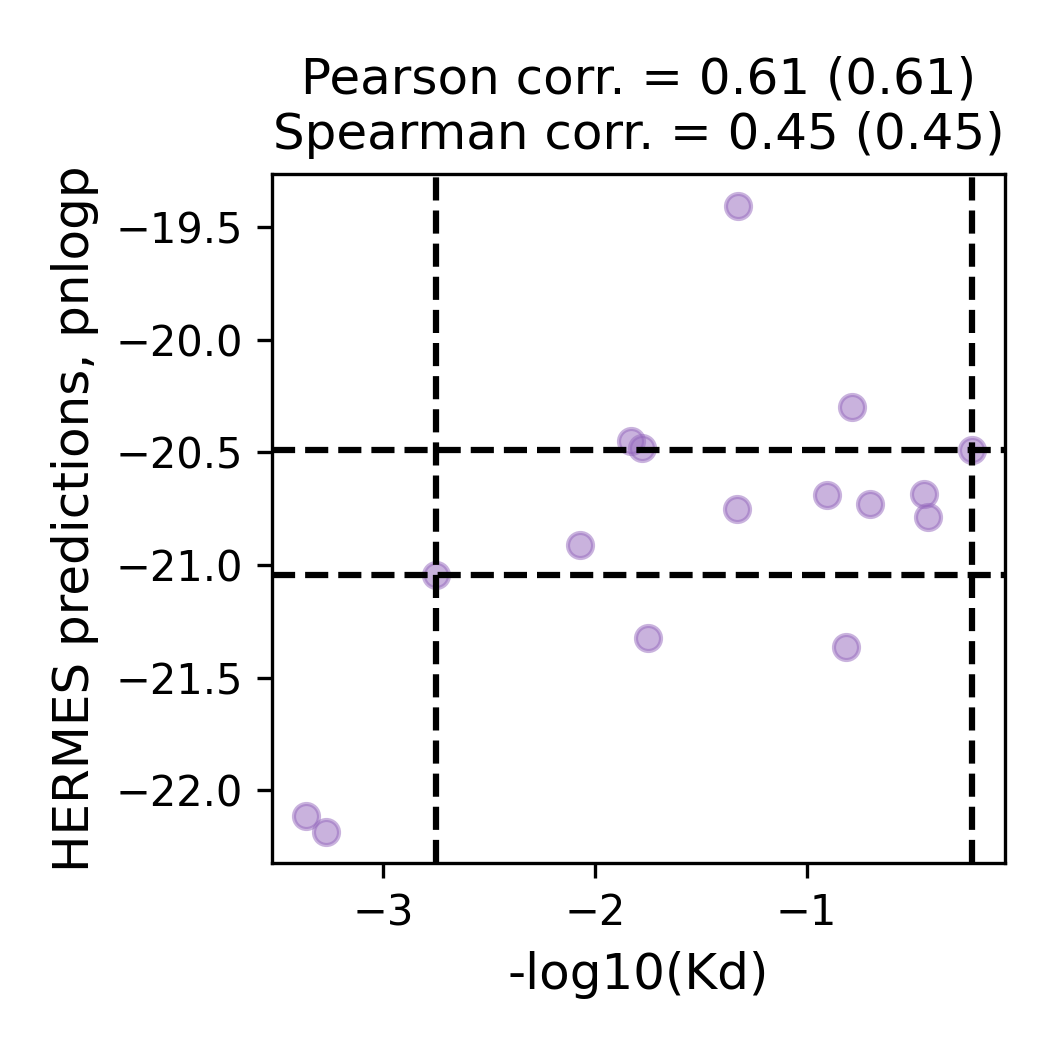 Pearson corr. = 0.61 (0.61)
Spearman corr. = 0.45 (0.45)
HERMES predictions, pnlogp
−19.5
−20.0
−20.5
−21.0
−21.5
−22.0
−3
−2
−1
-log10(Kd)